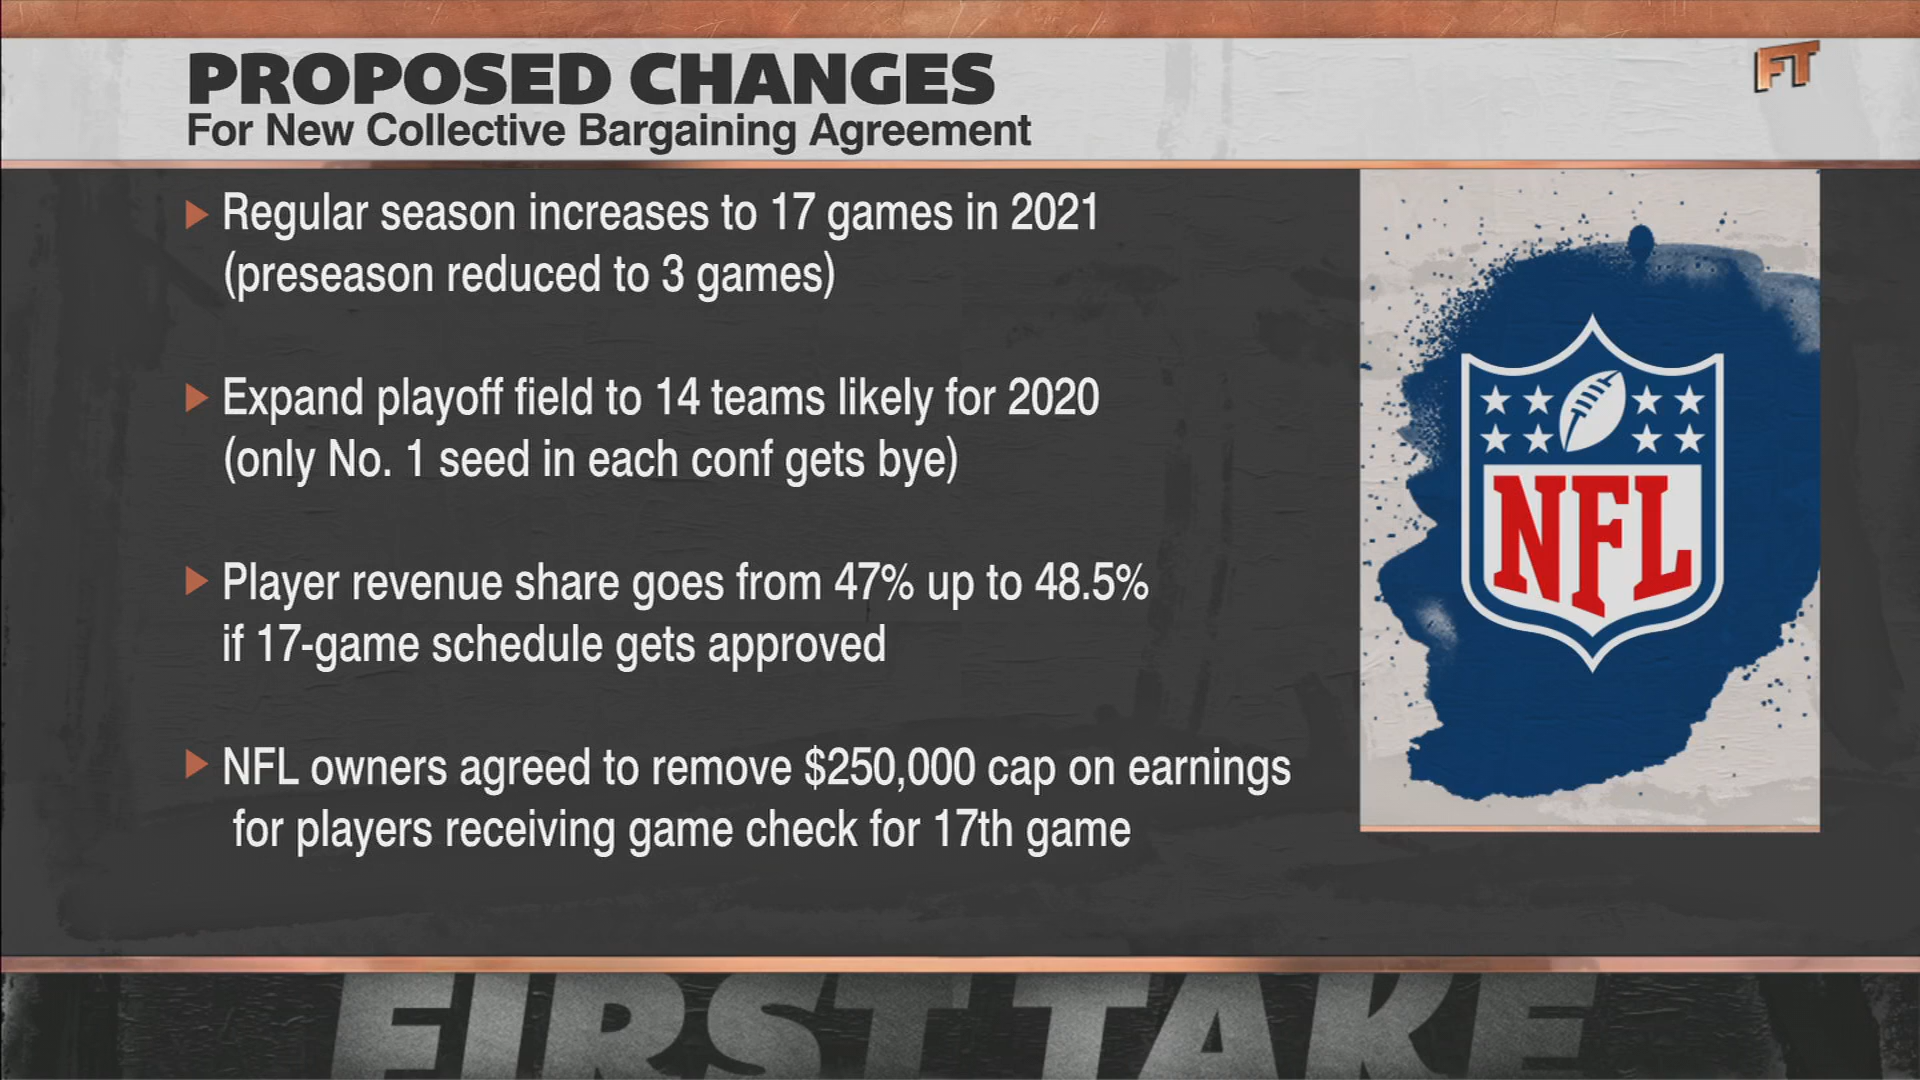 PROPOSED CHANGES
For New Collective Bargaining Agreement
FT
Regular season increases to 17 games in 2021
(preseason reduced to 3 games)
Expand playoff field to 14 teams likely for 2020
(only No. 1 seed in each conf gets bye)
Player revenue share goes from 47% up to 48.5%
if 17-game schedule gets approved
NFL owners agreed to remove $250,000 cap on earnings
for players receiving game check for 17th game
NFL
FIRST TAKE